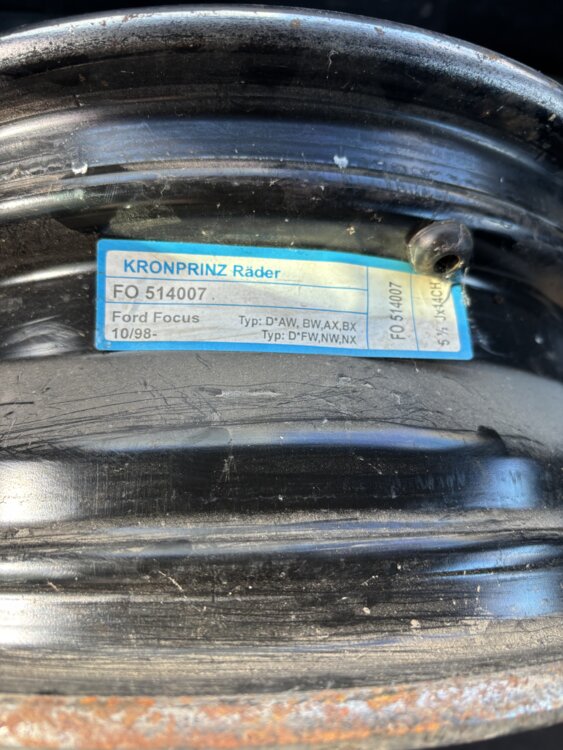 KRONPRINZ Räder
FO 514007
Ford Focus Typ: D*AW, BW,AX,BX
10/98- Typ: D*FW,NW,NX
FO 514007
5 ½ Jx14CH